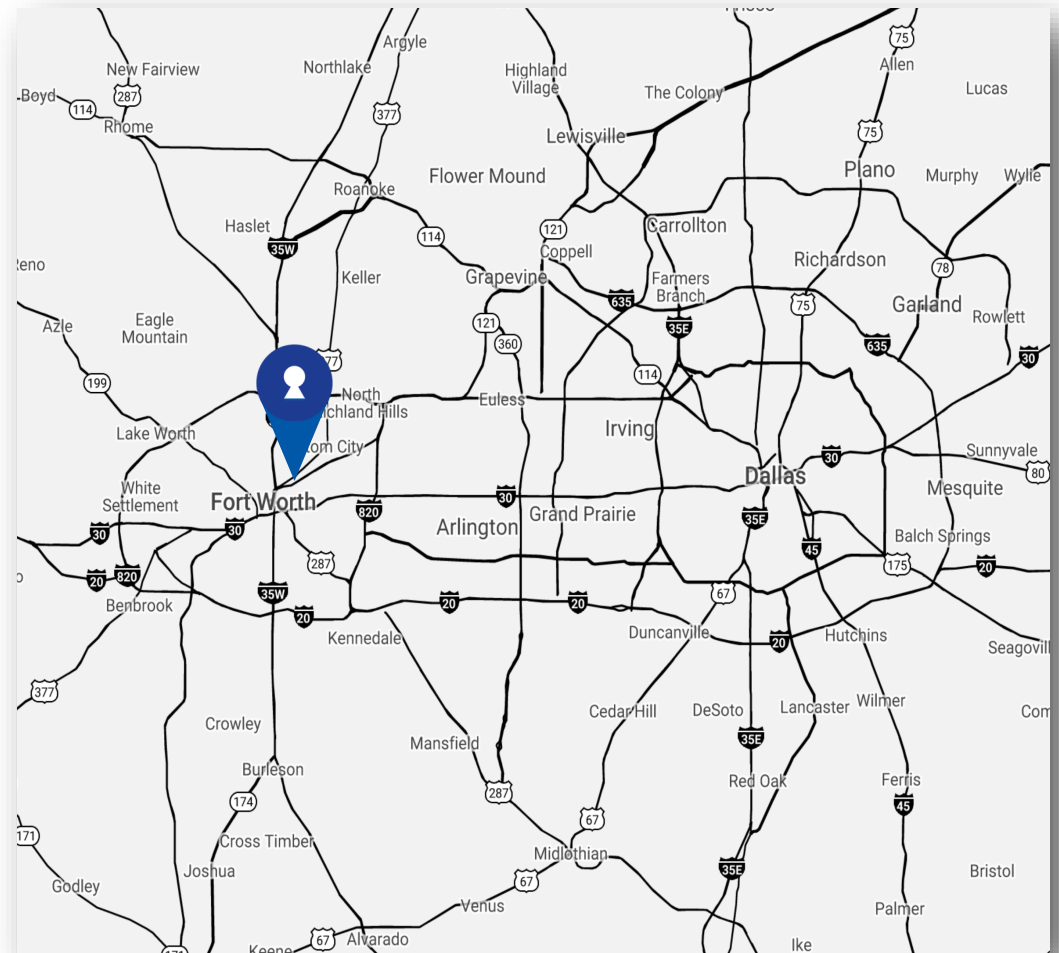 Argyle
75
New Fairview
Northlake
Highland
Village
Allen
287
Boyd
114
The Colony
Lucas
377
Rhome
Lewisville
75
Flower Mound
Plano
Murphy
Wylie
Roanoke
Haslet
114
121
Carrollton
35W
Coppell
Richardson
78
Keller
Grapevine
Farmers
Branch
635
75
Garland
Rowlett
Azle
Eagle
Mountain
121
360
35E
635
30
199
114
North
Euless
Lake Worth
Irving
30
Sunnyvale
80
Dallas
White
Settlement
Fort Worth
30
Mesquite
820
Arlington
Grand Prairie
35E
30
30
45
Balch Springs
287
175
20
20
820
35W
67
Benbrook
20
20
20
Kennedale
Duncanville
20
Hutchins
377
Crowley
Cedar Hill
DeSoto
Lancaster
Wilmer
Mansfield
35E
Burleson
Red Oak
Ferris
174
287
45
67
171
Cross Timber
Midlothian
Joshua
35E
Godley
67
Bristol
Venus
Palmer
67
Alvarado
Ike
Keene